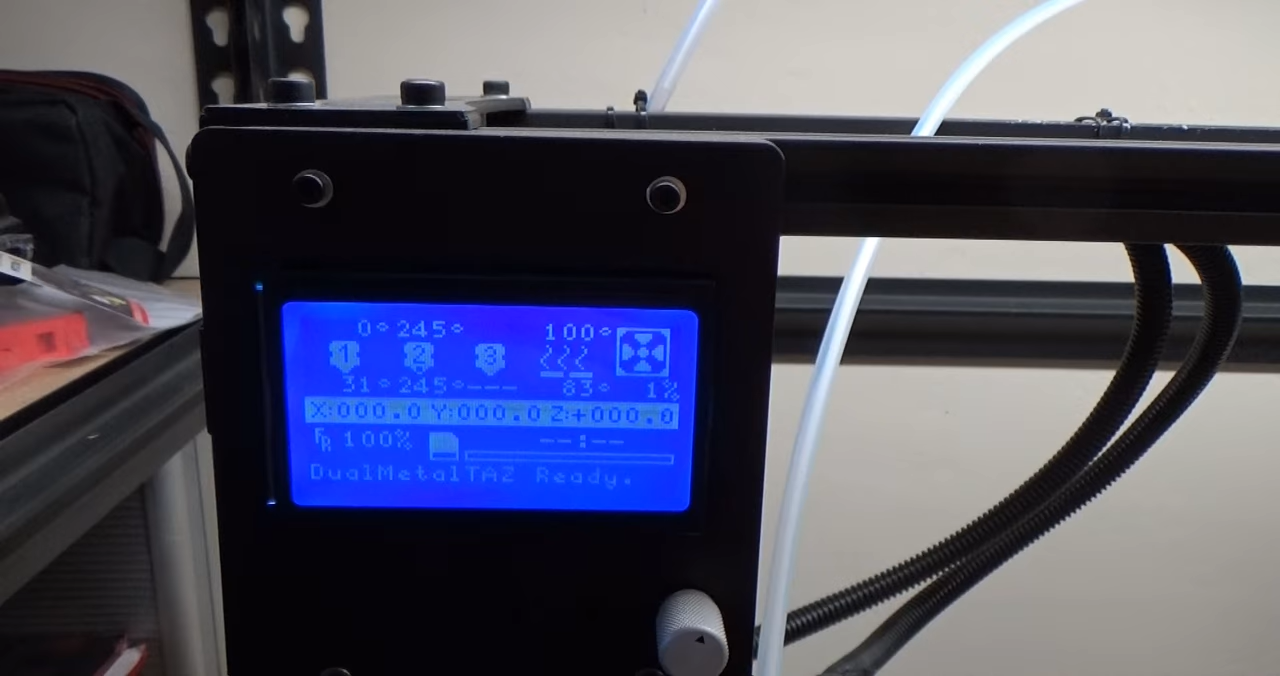 0° 245° 100°
1 2 3
31° 245° --- 83° 1%
X:000.0 Y:000.0 Z:+000.0
FR 100% --:--
DualMetalTAZ Ready.